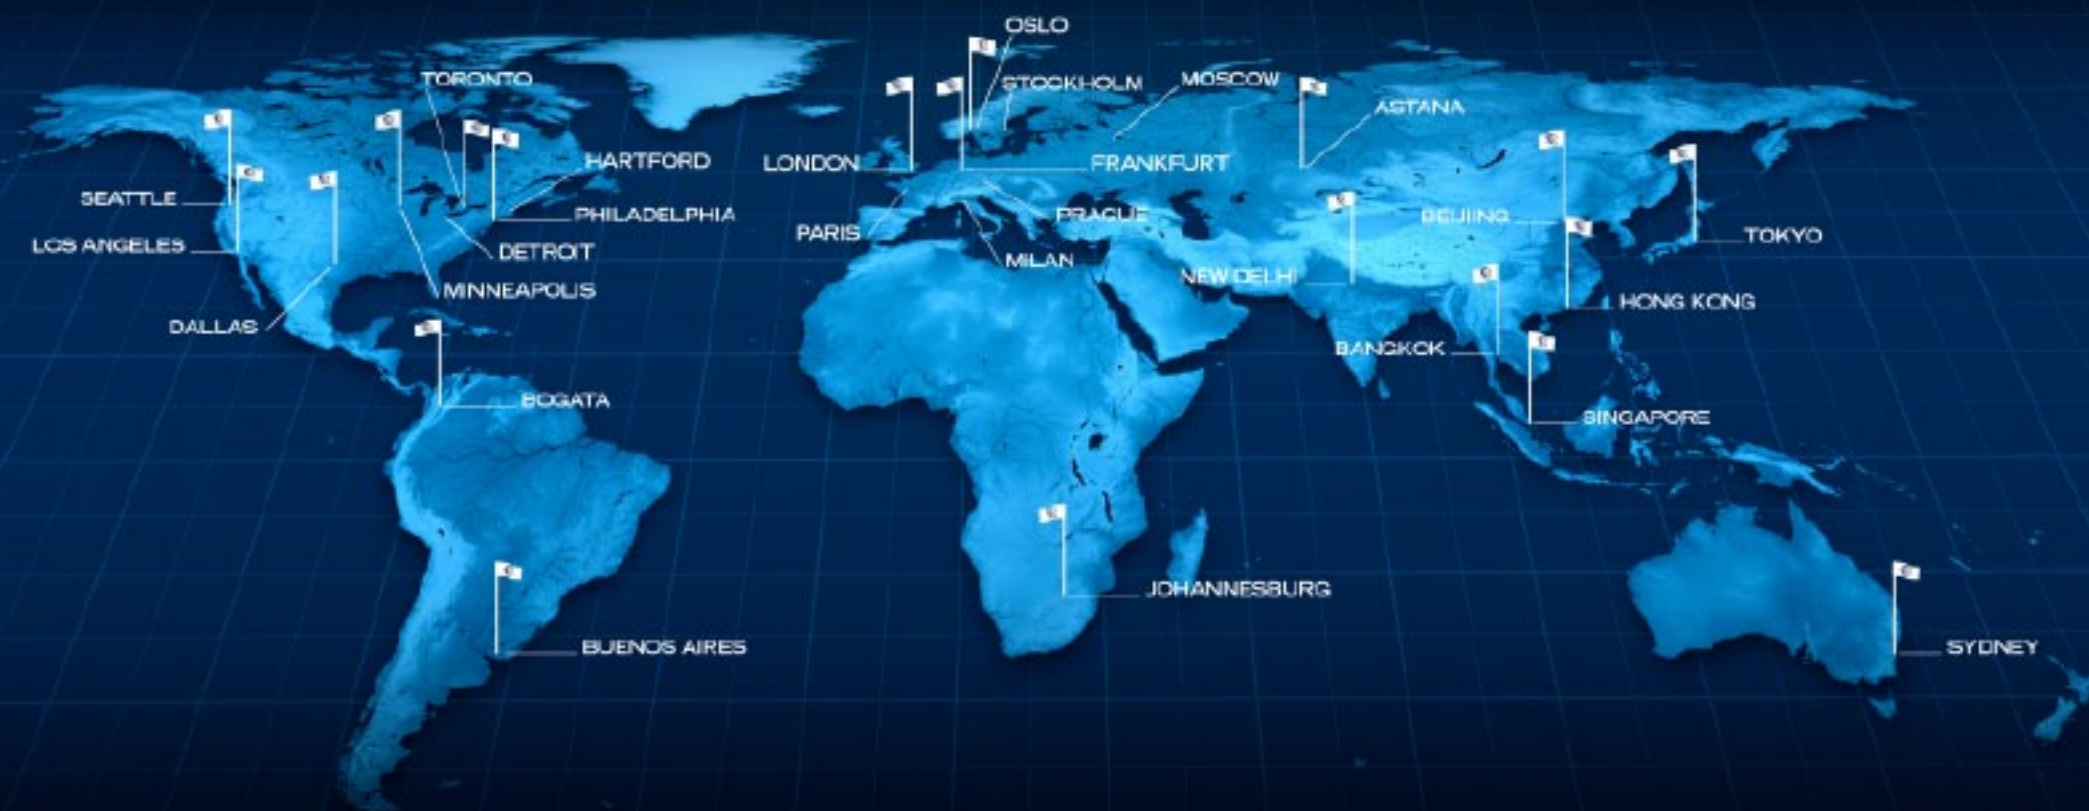 OSLO
TORONTO
STOCKHOLM
MOSCOW
ASTANA
HARTFORD
LONDON
FRANKFURT
SEATTLE
PHILADELPHIA
PRAGUE
BEIJING
PARIS
TOKYO
LOS ANGELES
DETROIT
MILAN
NEW DELHI
MINNEAPOLIS
HONG KONG
DALLAS
BANGKOK
BOGATA
SINGAPORE
JOHANNESBURG
BUENOS AIRES
SYDNEY